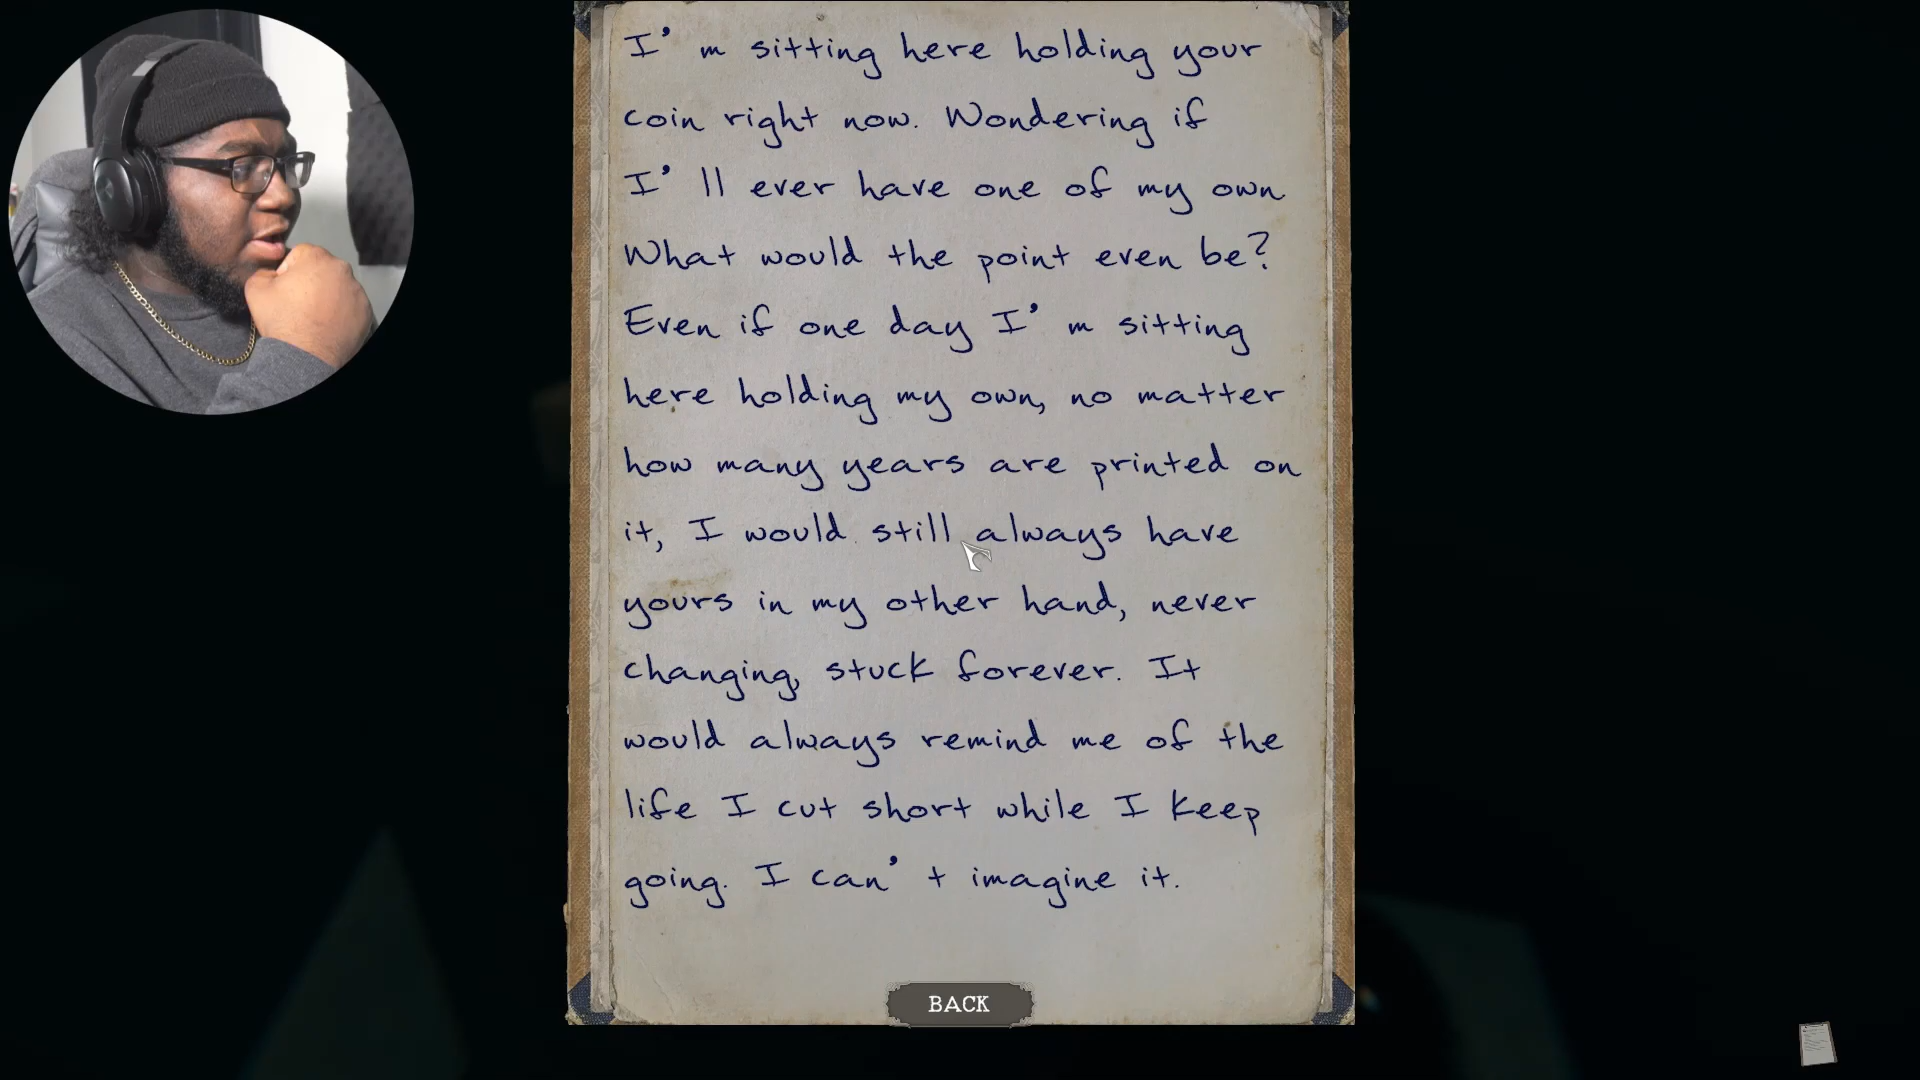 I' m sitting here holding your
coin right now. Wondering if
I' ll ever have one of my own
What would the point even be?
Even if one day I' m sitting
here holding my own, no matter
how many years are printed on
it, I would still always have
yours in my other hand, never
changing, stuck forever. It
would always remind me of the
life I cut short while I keep
going. I can' t imagine it.
BACK